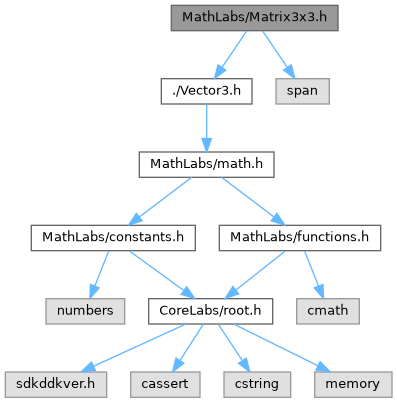 MathLabs/Matrix3x3.h
./Vector3.h
span
MathLabs/math.h
MathLabs/constants.h
MathLabs/functions.h
numbers
CoreLabs/root.h
cmath
sdkddkver.h
cassert
cstring
memory